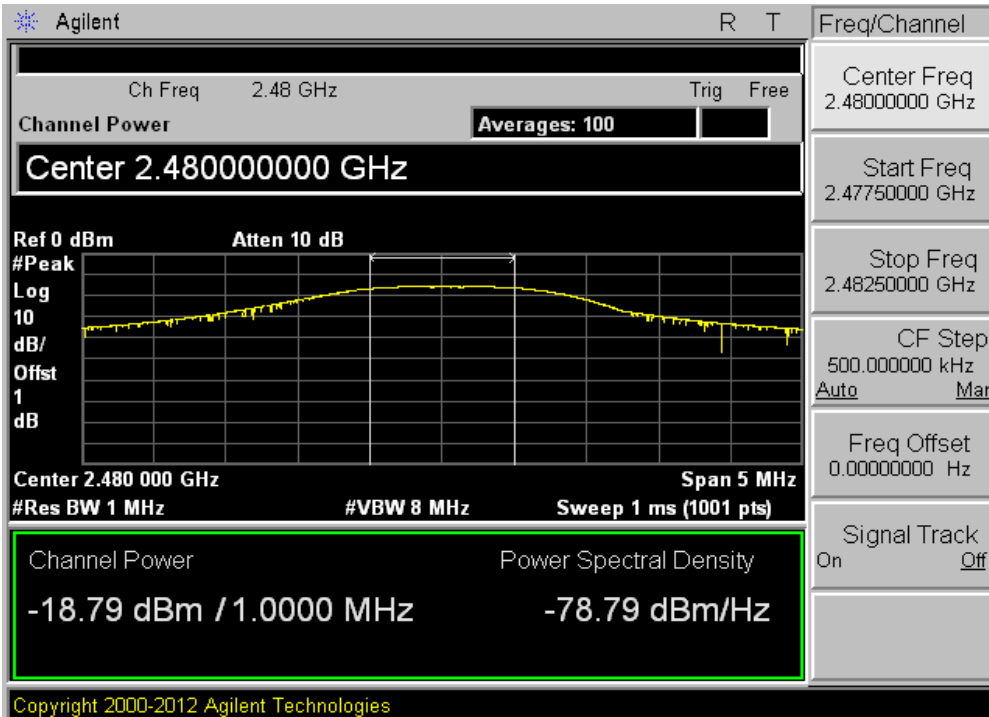 Agilent R T
Ch Freq 2.48 GHz Trig Free
Channel Power Averages: 100
Center 2.480000000 GHz
Ref 0 dBm Atten 10 dB
#Peak
Log
10
dB/
Offst
1
dB
Center 2.480 000 GHz Span 5 MHz
#Res BW 1 MHz #VBW 8 MHz Sweep 1 ms (1001 pts)
Channel Power Power Spectral Density
-18.79 dBm / 1.0000 MHz -78.79 dBm/Hz
Copyright 2000-2012 Agilent Technologies
Freq/Channel
Center Freq
2.48000000 GHz
Start Freq
2.47750000 GHz
Stop Freq
2.48250000 GHz
CF Step
500.000000 kHz
Auto Man
Freq Offset
0.00000000 Hz
Signal Track
On Off